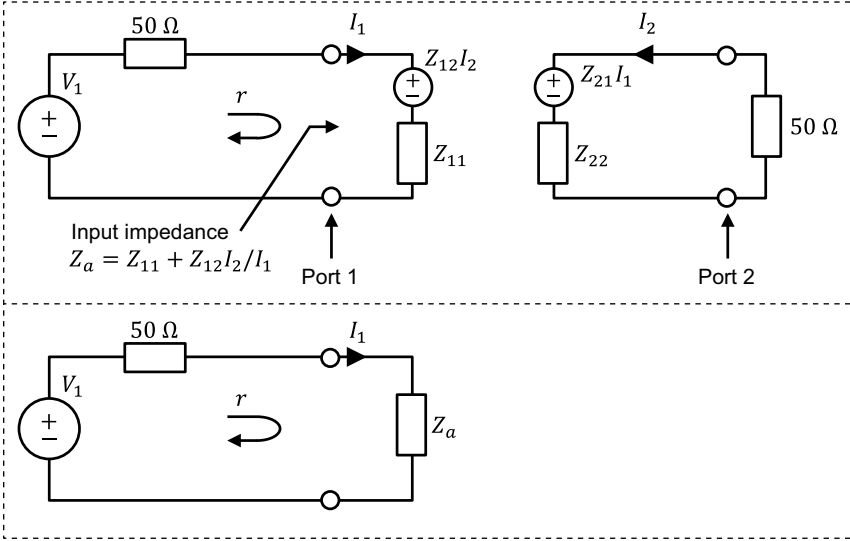 50 Ω
I₁
V₁
+
−
r
Z₁₂I₂
+
−
Z₁₁
Input impedance
Zₐ = Z₁₁ + Z₁₂I₂/I₁
Port 1
I₂
Z₂₁I₁
+
−
Z₂₂
50 Ω
Port 2
50 Ω
I₁
V₁
+
−
r
Zₐ